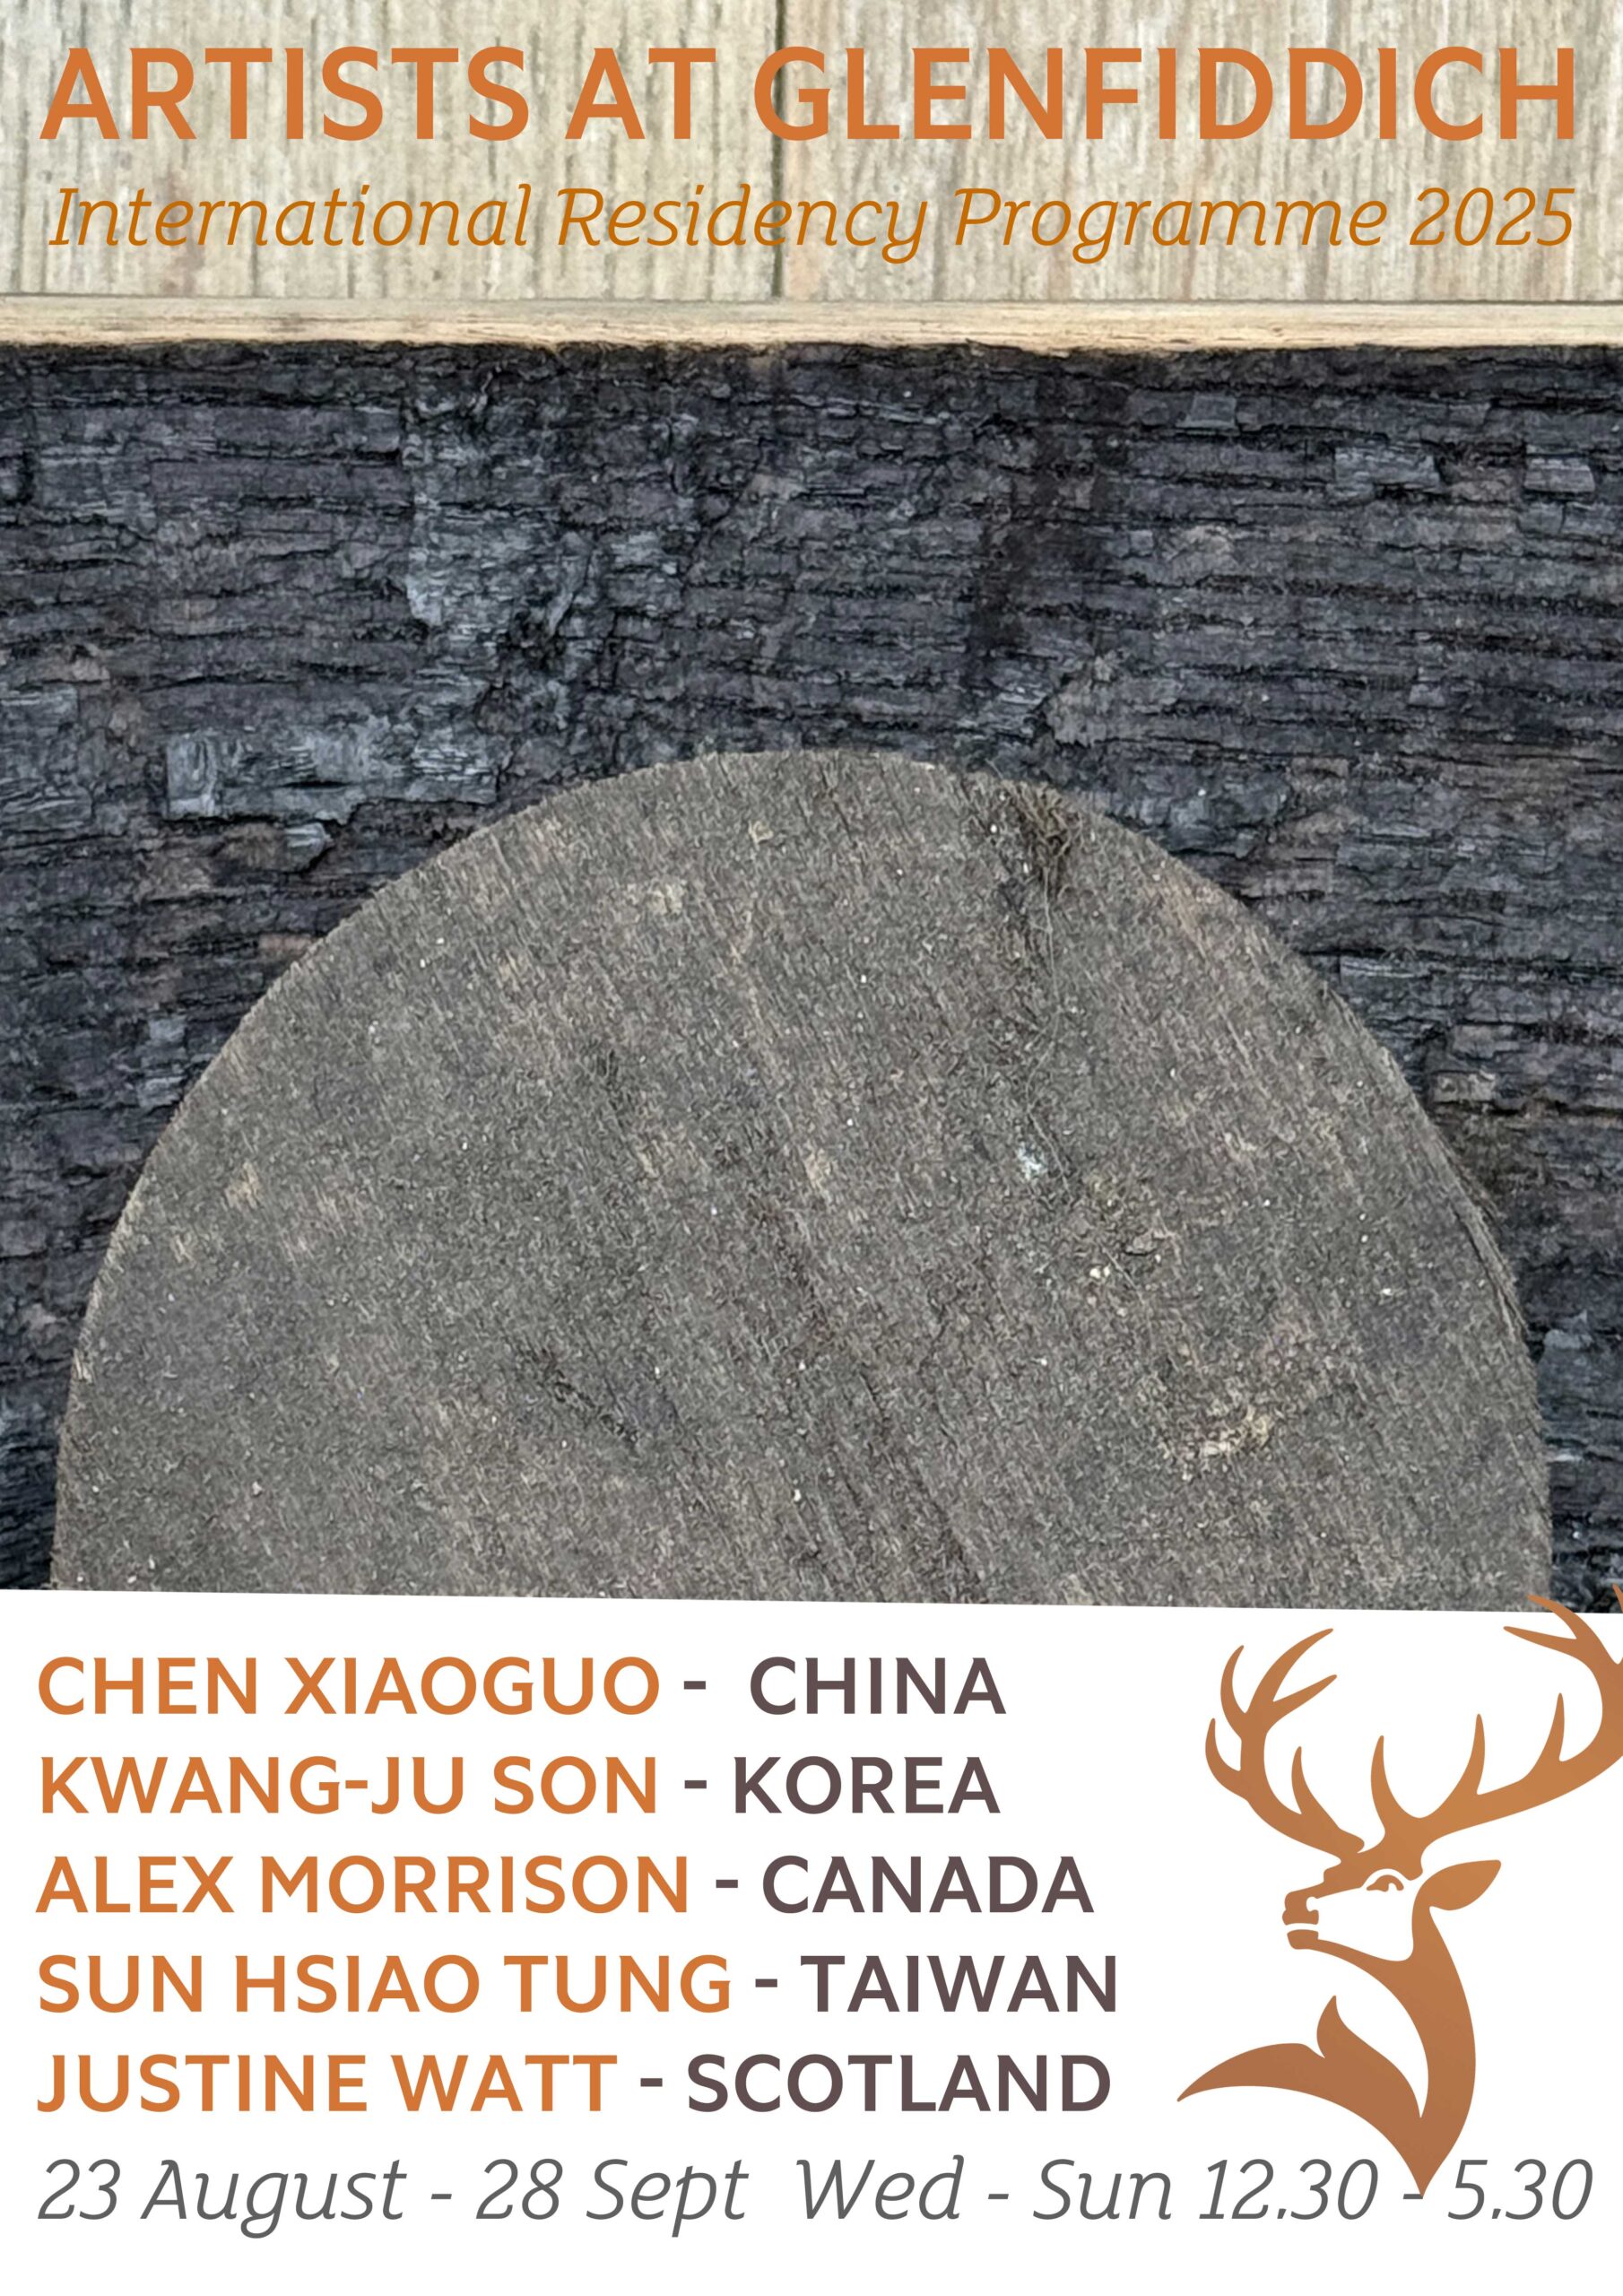 ARTISTS AT GLENFIDDICH
International Residency Programme 2025
CHEN XIAOGUO - CHINA
KWANG-JU SON - KOREA
ALEX MORRISON - CANADA
SUN HSIAO TUNG - TAIWAN
JUSTINE WATT - SCOTLAND
23 August - 28 Sept Wed - Sun 12.30 - 5.30